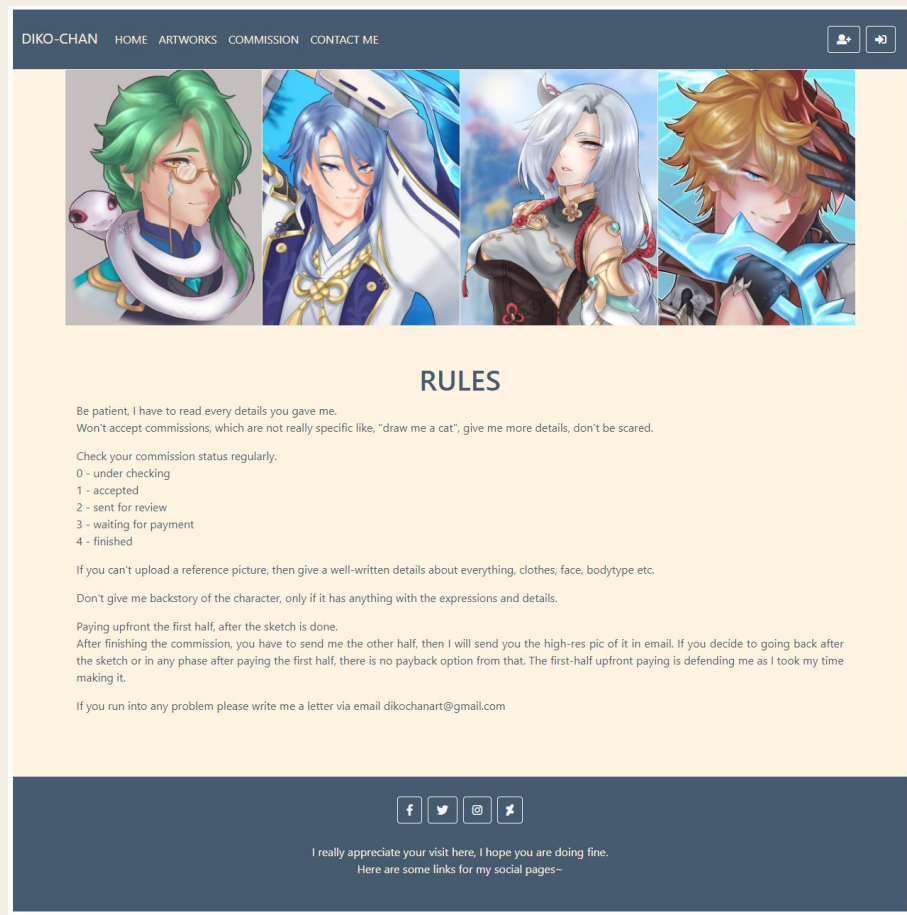 DIKO-CHAN HOME ARTWORKS COMMISSION CONTACT ME
RULES
Be patient, I have to read every details you gave me.
Won't accept commissions, which are not really specific like, "draw me a cat", give me more details, don't be scared.
Check your commission status regularly.
0 - under checking
1 - accepted
2 - sent for review
3 - waiting for payment
4 - finished
If you can't upload a reference picture, then give a well-written details about everything, clothes, face, bodytype etc.
Don't give me backstory of the character, only if it has anything with the expressions and details.
Paying upfront the first half, after the sketch is done.
After finishing the commission, you have to send me the other half, then I will send you the high-res pic of it in email. If you decide to going back after
the sketch or in any phase after paying the first half, there is no payback option from that. The first-half upfront paying is defending me as I took my time
making it.
If you run into any problem please write me a letter via email dikochanart@gmail.com
I really appreciate your visit here, I hope you are doing fine.
Here are some links for my social pages~